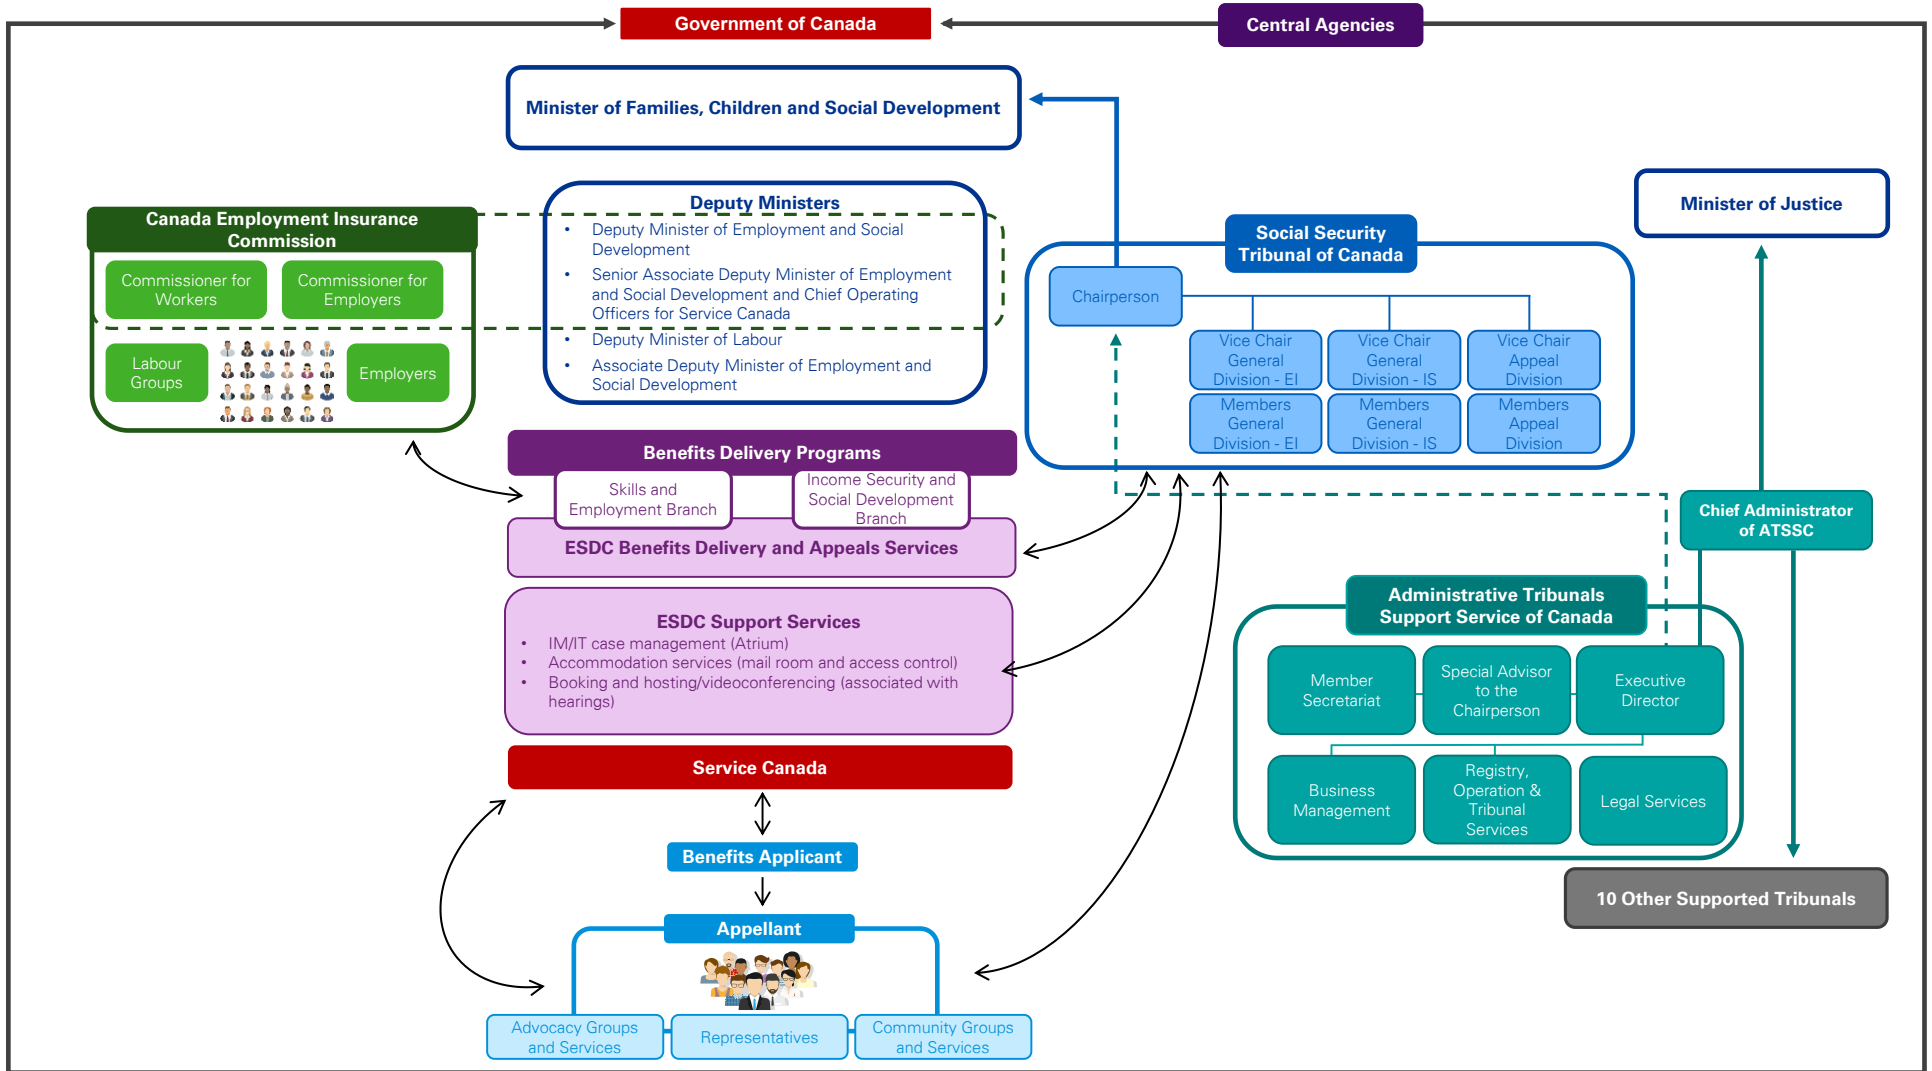 Government of Canada
Central Agencies
Minister of Families, Children and Social Development
Minister of Justice
Canada Employment Insurance
Commission
Commissioner for
Workers
Commissioner for
Employers
Labour
Groups
Employers
Deputy Ministers
• Deputy Minister of Employment and Social
Development
• Senior Associate Deputy Minister of Employment
and Social Development and Chief Operating
Officers for Service Canada
• Deputy Minister of Labour
• Associate Deputy Minister of Employment and
Social Development
Social Security
Tribunal of Canada
Chairperson
Vice Chair
General
Division - EI
Vice Chair
General
Division - IS
Vice Chair
Appeal
Division
Members
General
Division - EI
Members
General
Division - IS
Members
Appeal
Division
Benefits Delivery Programs
Skills and
Employment Branch
Income Security and
Social Development
Branch
ESDC Benefits Delivery and Appeals Services
ESDC Support Services
• IM/IT case management (Atrium)
• Accommodation services (mail room and access control)
• Booking and hosting/videoconferencing (associated with
hearings)
Chief Administrator
of ATSSC
Administrative Tribunals
Support Service of Canada
Member
Secretariat
Special Advisor
to the
Chairperson
Executive
Director
Business
Management
Registry,
Operation &
Tribunal
Services
Legal Services
10 Other Supported Tribunals
Service Canada
Benefits Applicant
Appellant
Advocacy Groups
and Services
Representatives
Community Groups
and Services